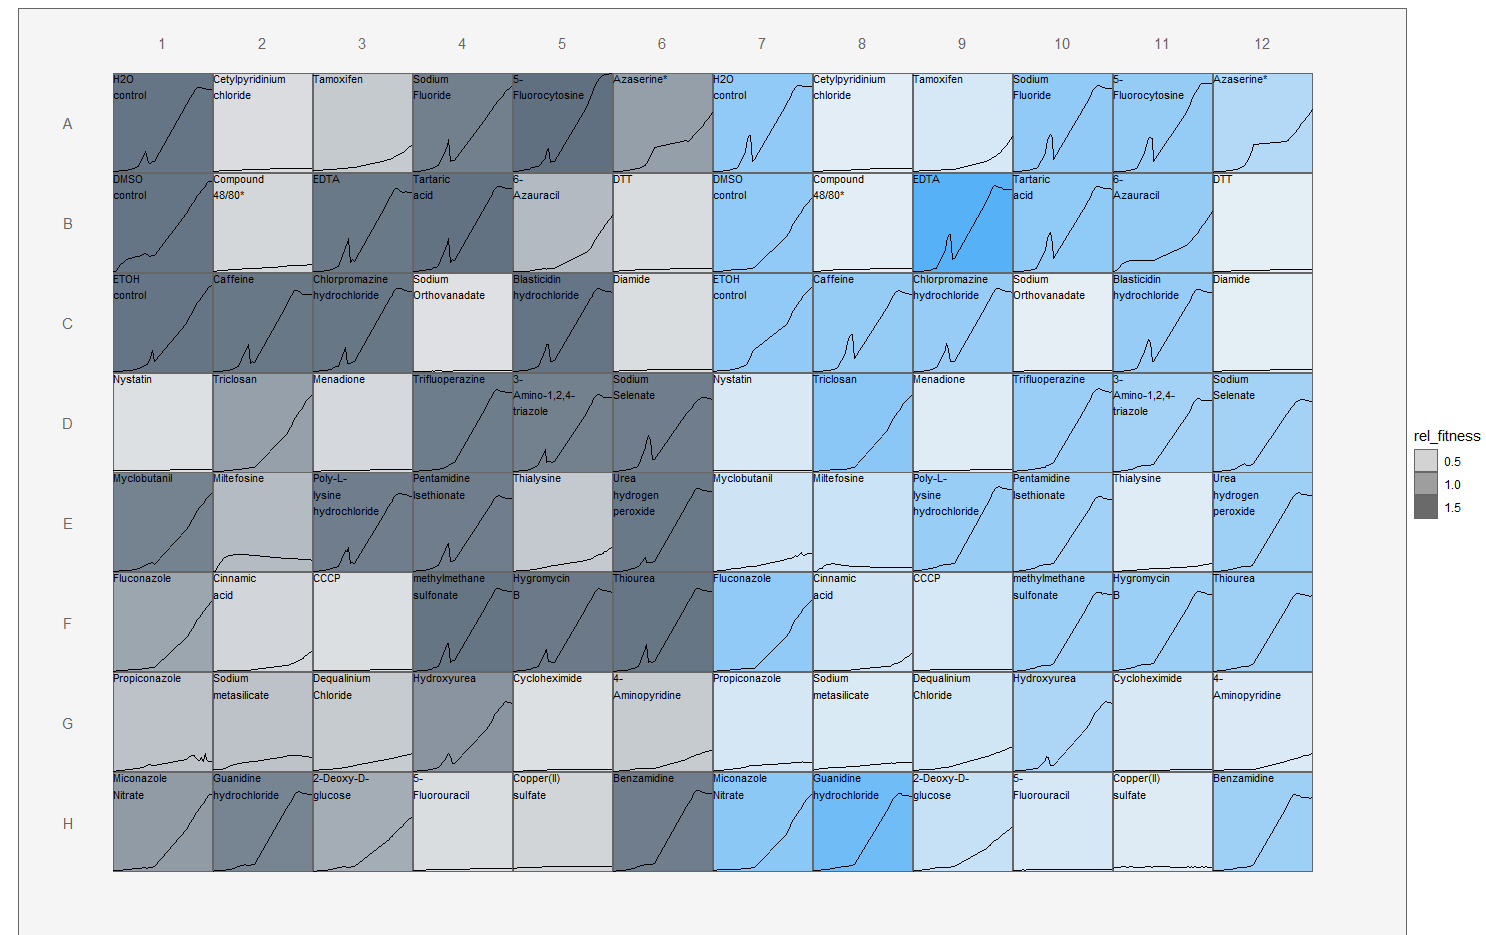 1 2 3 4 5 6 7 8 9 10 11 12
A
H2O control
Cetylpyridinium chloride
Tamoxifen
Sodium Fluoride
5-Fluorocytosine
Azaserine*
H2O control
Cetylpyridinium chloride
Tamoxifen
Sodium Fluoride
5-Fluorocytosine
Azaserine*
B
DMSO control
Compound 48/80*
EDTA
Tartaric acid
6-Azauracil
DTT
DMSO control
Compound 48/80*
EDTA
Tartaric acid
6-Azauracil
DTT
C
ETOH control
Caffeine
Chlorpromazine hydrochloride
Sodium Orthovanadate
Blasticidin hydrochloride
Diamide
ETOH control
Caffeine
Chlorpromazine hydrochloride
Sodium Orthovanadate
Blasticidin hydrochloride
Diamide
D
Nystatin
Triclosan
Menadione
Trifluoperazine
3-Amino-1,2,4-triazole
Sodium Selenate
Nystatin
Triclosan
Menadione
Trifluoperazine
3-Amino-1,2,4-triazole
Sodium Selenate
E
Myclobutanil
Miltefosine
Poly-L-lysine hydrochloride
Pentamidine Isethionate
Thialysine
Urea hydrogen peroxide
Myclobutanil
Miltefosine
Poly-L-lysine hydrochloride
Pentamidine Isethionate
Thialysine
Urea hydrogen peroxide
F
Fluconazole
Cinnamic acid
CCCP
methylmethane sulfonate
Hygromycin B
Thiourea
Fluconazole
Cinnamic acid
CCCP
methylmethane sulfonate
Hygromycin B
Thiourea
G
Propiconazole
Sodium metasilicate
Dequalinium Chloride
Hydroxyurea
Cycloheximide
4-Aminopyridine
Propiconazole
Sodium metasilicate
Dequalinium Chloride
Hydroxyurea
Cycloheximide
4-Aminopyridine
H
Miconazole Nitrate
Guanidine hydrochloride
2-Deoxy-D-glucose
5-Fluorouracil
Copper(II) sulfate
Benzamidine
Miconazole Nitrate
Guanidine hydrochloride
2-Deoxy-D-glucose
5-Fluorouracil
Copper(II) sulfate
Benzamidine
rel_fitness
0.5
1.0
1.5